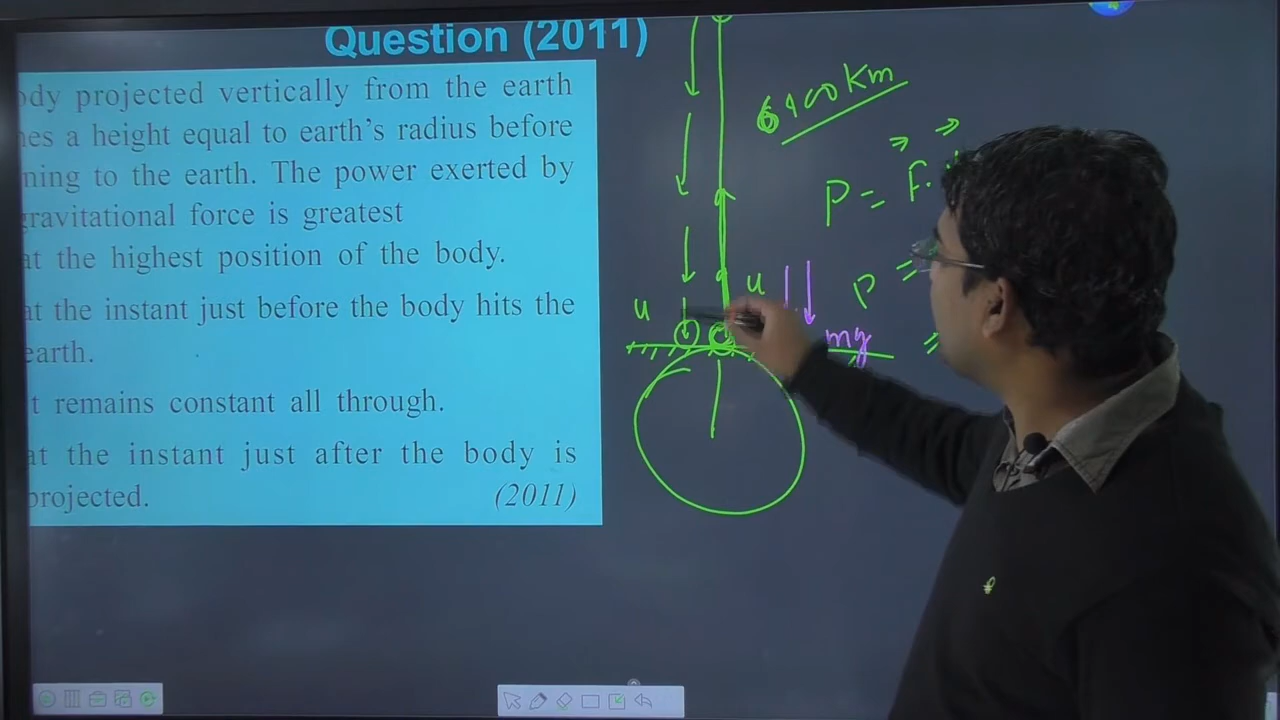 Question (2011)
ody projected vertically from the earth
hes a height equal to earth's radius before
ning to the earth. The power exerted by
gravitational force is greatest
at the highest position of the body.
at the instant just before the body hits the
earth.
t remains constant all through.
at the instant just after the body is
projected. (2011)
6400 Km
P = F.
P =
=
u
u
mg